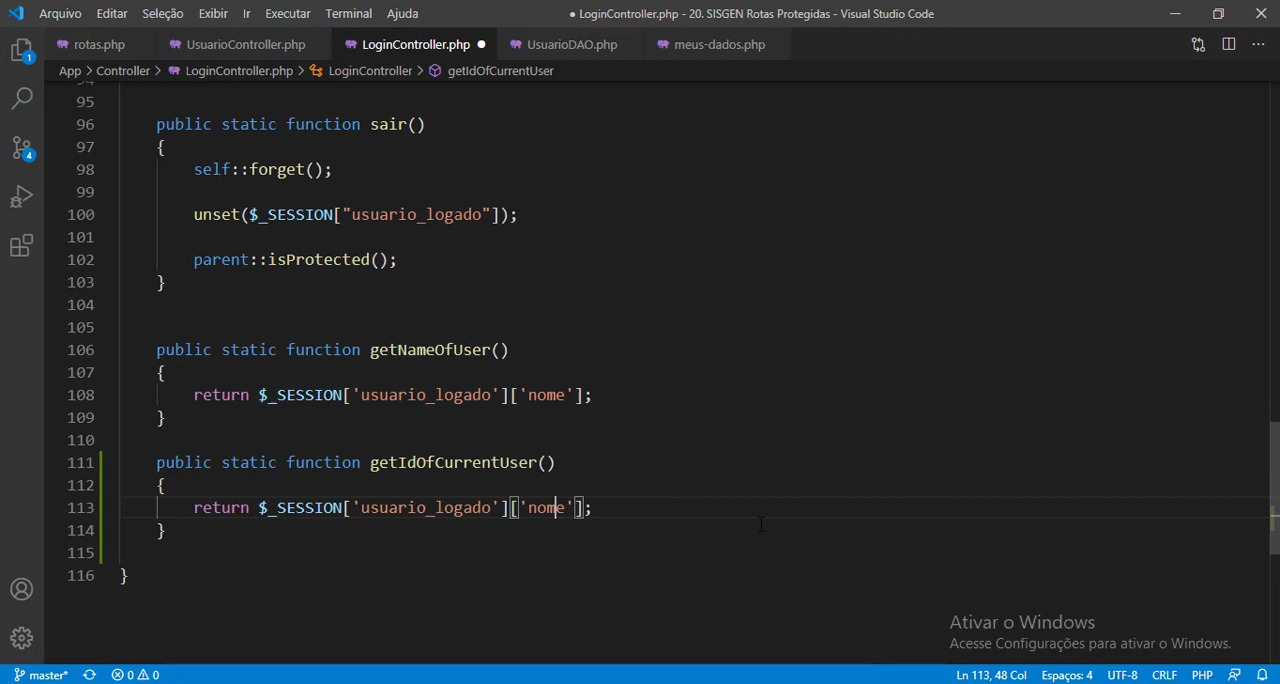 Arquivo Editar Seleção Exibir Ir Executar Terminal Ajuda ● LoginController.php - 20. SISGEN Rotas Protegidas - Visual Studio Code
rotas.php UsuarioController.php LoginController.php ● UsuarioDAO.php meus-dados.php
App > Controller > LoginController.php > LoginController > getIdOfCurrentUser
95
96 public static function sair()
97 {
98 self::forget();
99
100 unset($_SESSION["usuario_logado"]);
101
102 parent::isProtected();
103 }
104
105
106 public static function getNameOfUser()
107 {
108 return $_SESSION['usuario_logado']['nome'];
109 }
110
111 public static function getIdOfCurrentUser()
112 {
113 return $_SESSION['usuario_logado']['nome'];
114 }
115
116 }
1
4
Ativar o Windows
Acesse Configurações para ativar o Windows.
master* 0 0 Ln 113, 48 Col Espaços: 4 UTF-8 CRLF PHP